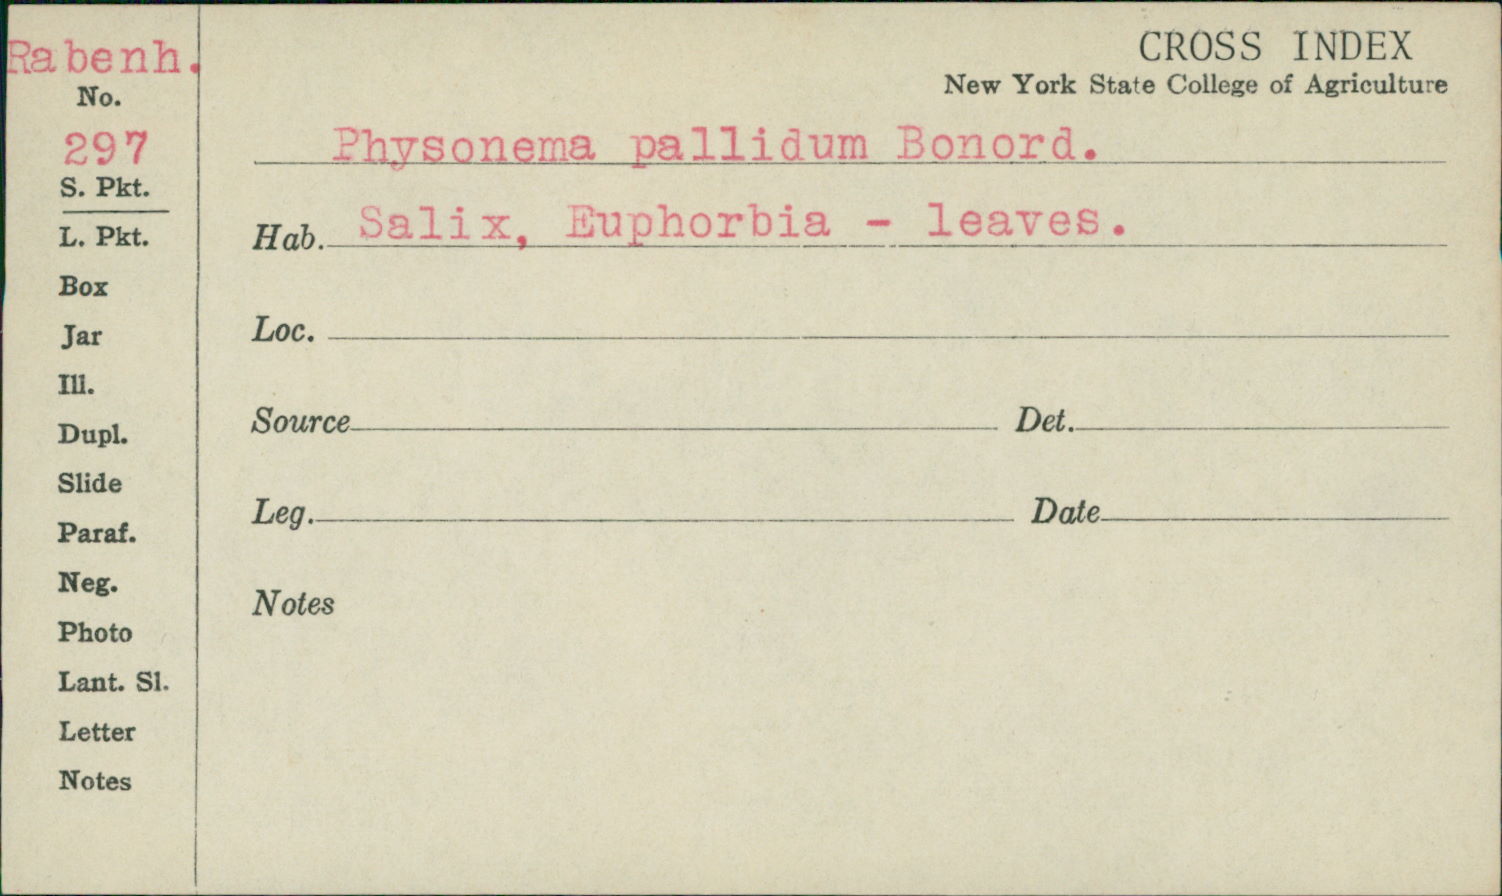 Rabenh.
No.
297
S. Pkt.
L. Pkt.
Box
Jar
Ill.
Dupl.
Slide
Paraf.
Neg.
Photo
Lant. Sl.
Letter
Notes
CROSS INDEX
New York State College of Agriculture
Physonema pallidum Bonord.
Hab. Salix, Euphorbia - leaves.
Loc.
Source Det.
Leg. Date
Notes